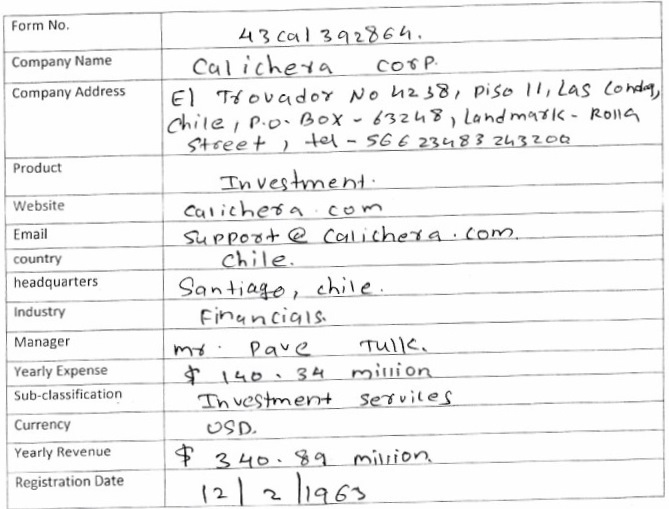 Form No. 43cal392864.
Company Name Calichera corp.
Company Address El Trovador No 4238, piso 11, Las Condes,
Chile, P.O. Box - 63248, Landmark - Rolla
Street, tel - 566 23483 243200
Product Investment.
Website calichera.com
Email support@calichera.com.
country Chile.
headquarters Santiago, chile.
Industry Financials.
Manager mr. Pave Tulk.
Yearly Expense $ 140.34 million
Sub-classification Investment services
Currency USD.
Yearly Revenue $ 340.89 million.
Registration Date 12/2/1963